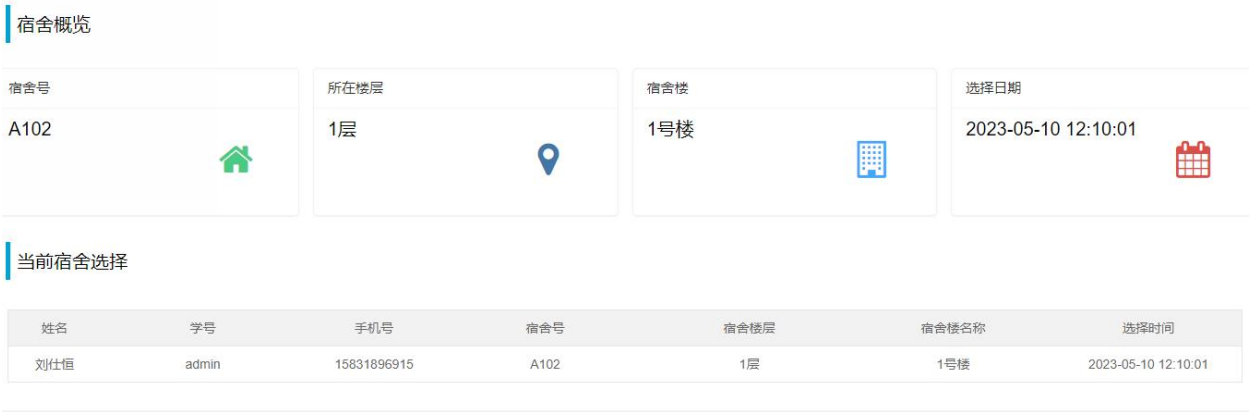 宿舍概览
宿舍号 所在楼层 宿舍楼 选择日期
A102 1层 1号楼 2023-05-10 12:10:01
当前宿舍选择
姓名 学号 手机号 宿舍号 宿舍楼层 宿舍楼名称 选择时间
刘仕恒 admin 15831896915 A102 1层 1号楼 2023-05-10 12:10:01